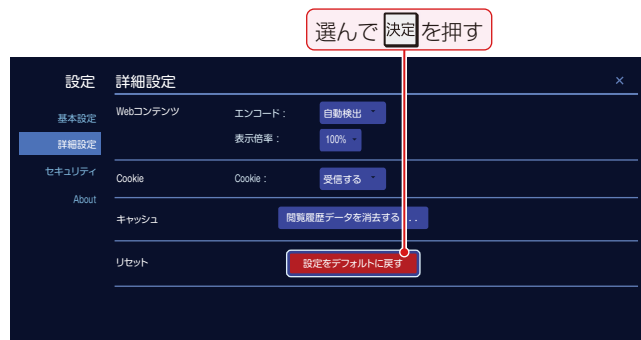 選んで 決定 を押す
設定
詳細設定
×
基本設定
詳細設定
セキュリティ
About
Webコンテンツ
エンコード：
自動検出
表示倍率：
100%
Cookie
Cookie：
受信する
キャッシュ
閲覧履歴データを消去する...
リセット
設定をデフォルトに戻す